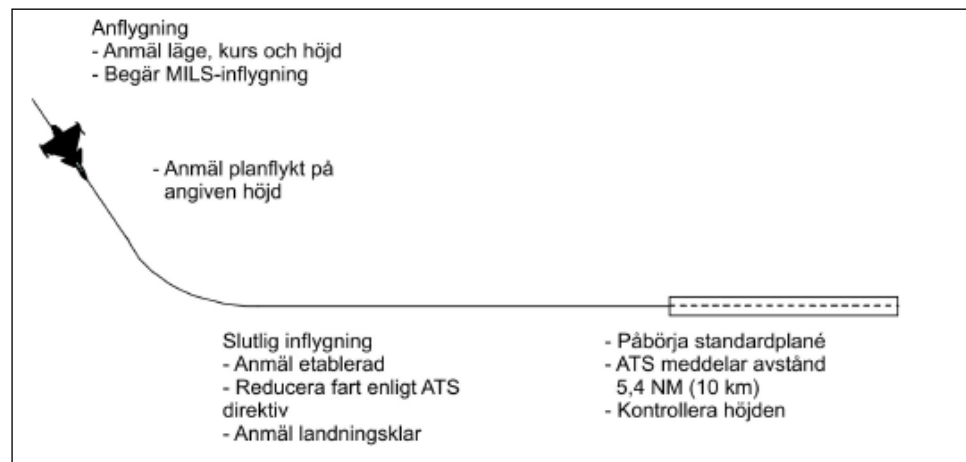 Anflygning
- Anmäl läge, kurs och höjd
- Begär MILS-inflygning
- Anmäl planflykt på
angiven höjd
Slutlig inflygning
- Anmäl etablerad
- Reducera fart enligt ATS
direktiv
- Anmäl landningsklar
- Påbörja standardplané
- ATS meddelar avstånd
5,4 NM (10 km)
- Kontrollera höjden